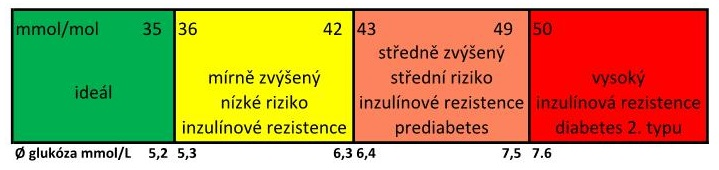 mmol/mol 35 36 42 43 49 50
ideál
mírně zvýšený
nízké riziko
inzulínové rezistence
středně zvýšený
střední riziko
inzulínové rezistence
prediabetes
vysoký
inzulínová rezistence
diabetes 2. typu
Ø glukóza mmol/L 5,2 5,3 6,3 6,4 7,5 7.6